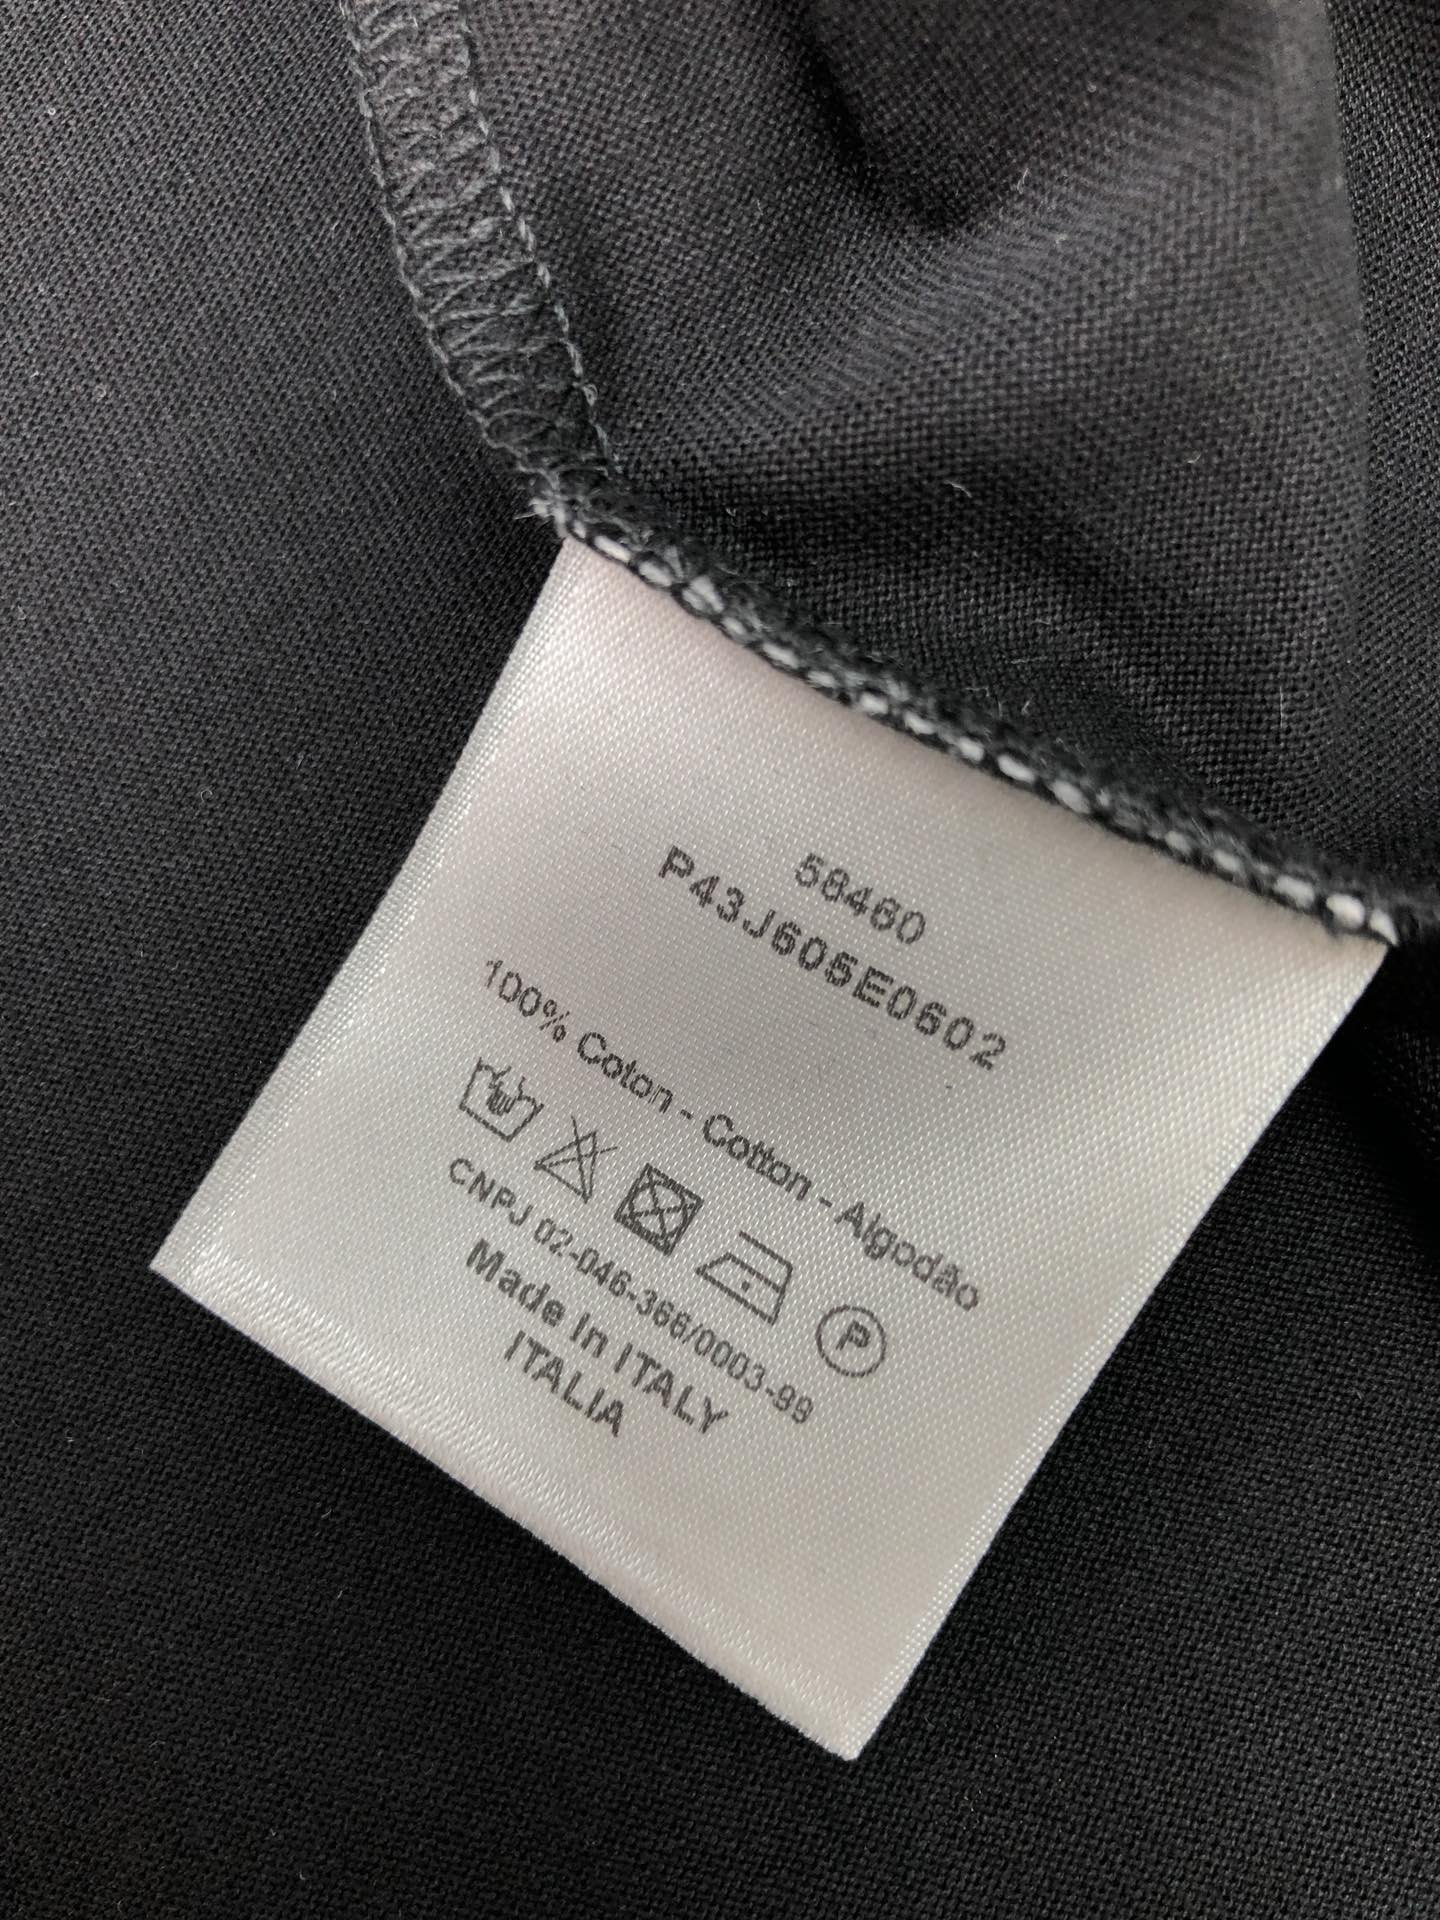 58460
P43J605E0602
100% Coton - Cotton - Algodão
P
CNPJ 02-046-366/0003-99
Made In ITALY
ITALIA